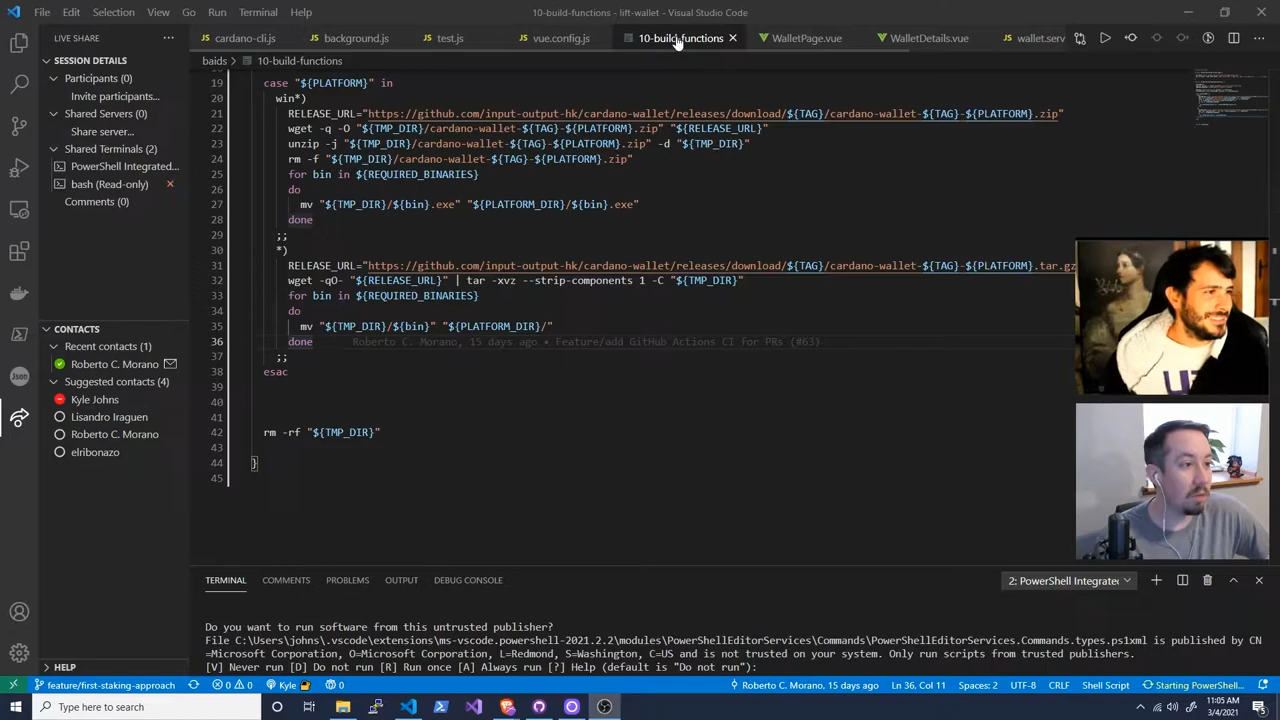 File Edit Selection View Go Run Terminal Help
10-build-functions - lift-wallet - Visual Studio Code
LIVE SHARE
cardano-cli.js background.js test.js vue.config.js 10-build-functions WalletPage.vue WalletDetails.vue wallet.serv
SESSION DETAILS
Participants (0)
Invite participants...
Shared Servers (0)
Share server...
Shared Terminals (2)
PowerShell Integrated...
bash (Read-only)
Comments (0)
CONTACTS
Recent contacts (1)
Roberto C. Morano
Suggested contacts (4)
Kyle Johns
Lisandro Iraguen
Roberto C. Morano
elribonazo
HELP
baids > 10-build-functions
19 case "${PLATFORM}" in
20 win*)
21 RELEASE_URL="https://github.com/input-output-hk/cardano-wallet/releases/download/${TAG}/cardano-wallet-${TAG}-${PLATFORM}.zip"
22 wget -q -O "${TMP_DIR}/cardano-wallet-${TAG}-${PLATFORM}.zip" "${RELEASE_URL}"
23 unzip -j "${TMP_DIR}/cardano-wallet-${TAG}-${PLATFORM}.zip" -d "${TMP_DIR}"
24 rm -f "${TMP_DIR}/cardano-wallet-${TAG}-${PLATFORM}.zip"
25 for bin in ${REQUIRED_BINARIES}
26 do
27 mv "${TMP_DIR}/${bin}.exe" "${PLATFORM_DIR}/${bin}.exe"
28 done
29 ;;
30 *)
31 RELEASE_URL="https://github.com/input-output-hk/cardano-wallet/releases/download/${TAG}/cardano-wallet-${TAG}-${PLATFORM}.tar.gz
32 wget -qO- "${RELEASE_URL}" | tar -xvz --strip-components 1 -C "${TMP_DIR}"
33 for bin in ${REQUIRED_BINARIES}
34 do
35 mv "${TMP_DIR}/${bin}" "${PLATFORM_DIR}/"
36 done Roberto C. Morano, 15 days ago • Feature/add GitHub Actions CI for PRs (#63)
37 ;;
38 esac
39
40
41
42 rm -rf "${TMP_DIR}"
43
44 }
45
TERMINAL COMMENTS PROBLEMS OUTPUT DEBUG CONSOLE
2: PowerShell Integrated
Do you want to run software from this untrusted publisher?
File C:\Users\johns\.vscode\extensions\ms-vscode.powershell-2021.2.2\modules\PowerShellEditorServices\Commands\PowerShellEditorServices.Commands.types.ps1xml is published by CN
=Microsoft Corporation, O=Microsoft Corporation, L=Redmond, S=Washington, C=US and is not trusted on your system. Only run scripts from trusted publishers.
[V] Never run [D] Do not run [R] Run once [A] Always run [?] Help (default is "Do not run"):
feature/first-staking-approach 0 0 Kyle 0 Roberto C. Morano, 15 days ago Ln 36, Col 11 Spaces: 2 UTF-8 CRLF Shell Script Starting PowerShell...
Type here to search
11:05 AM
3/4/2021